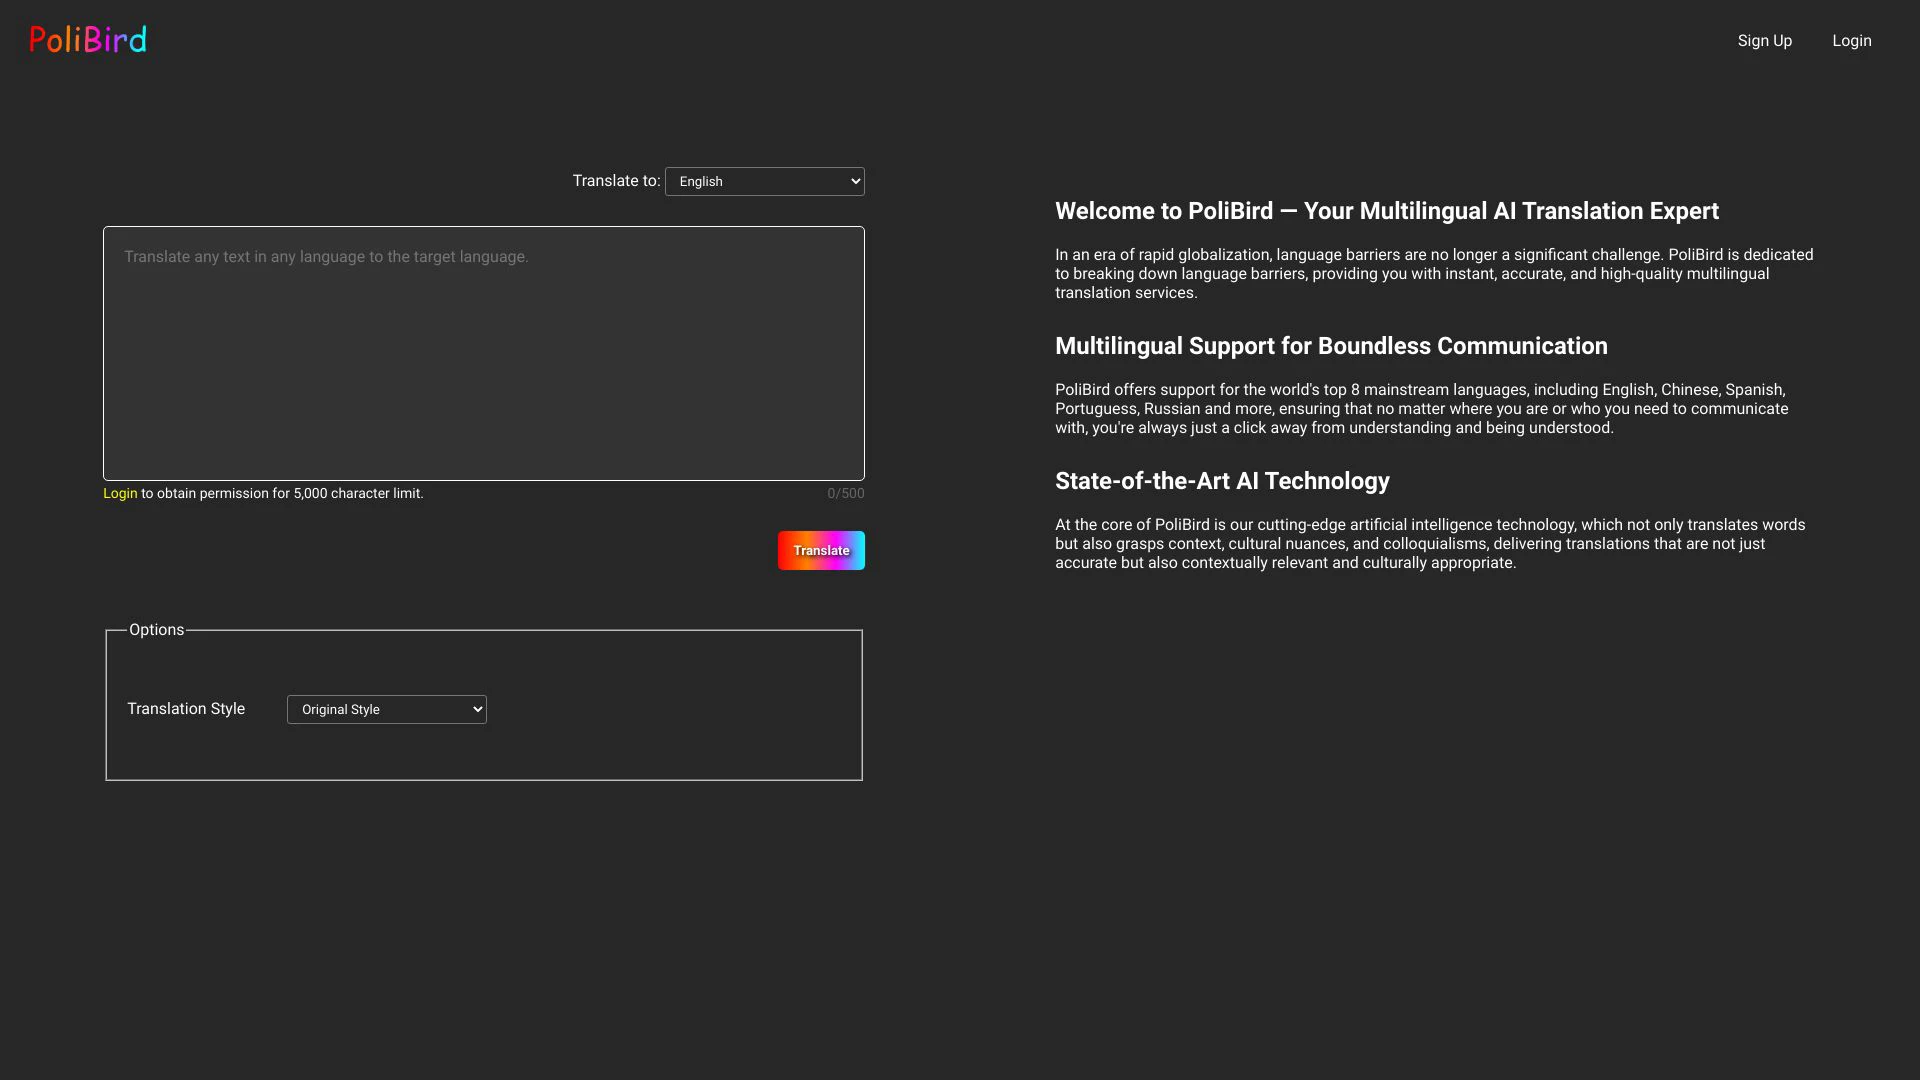 PoliBird
Sign Up
Login
Translate to:
English
Translate any text in any language to the target language.
Login to obtain permission for 5,000 character limit.
0/500
Translate
Options
Translation Style
Original Style
Welcome to PoliBird — Your Multilingual AI Translation Expert
In an era of rapid globalization, language barriers are no longer a significant challenge. PoliBird is dedicated
to breaking down language barriers, providing you with instant, accurate, and high-quality multilingual
translation services.
Multilingual Support for Boundless Communication
PoliBird offers support for the world's top 8 mainstream languages, including English, Chinese, Spanish,
Portuguess, Russian and more, ensuring that no matter where you are or who you need to communicate
with, you're always just a click away from understanding and being understood.
State-of-the-Art AI Technology
At the core of PoliBird is our cutting-edge artificial intelligence technology, which not only translates words
but also grasps context, cultural nuances, and colloquialisms, delivering translations that are not just
accurate but also contextually relevant and culturally appropriate.